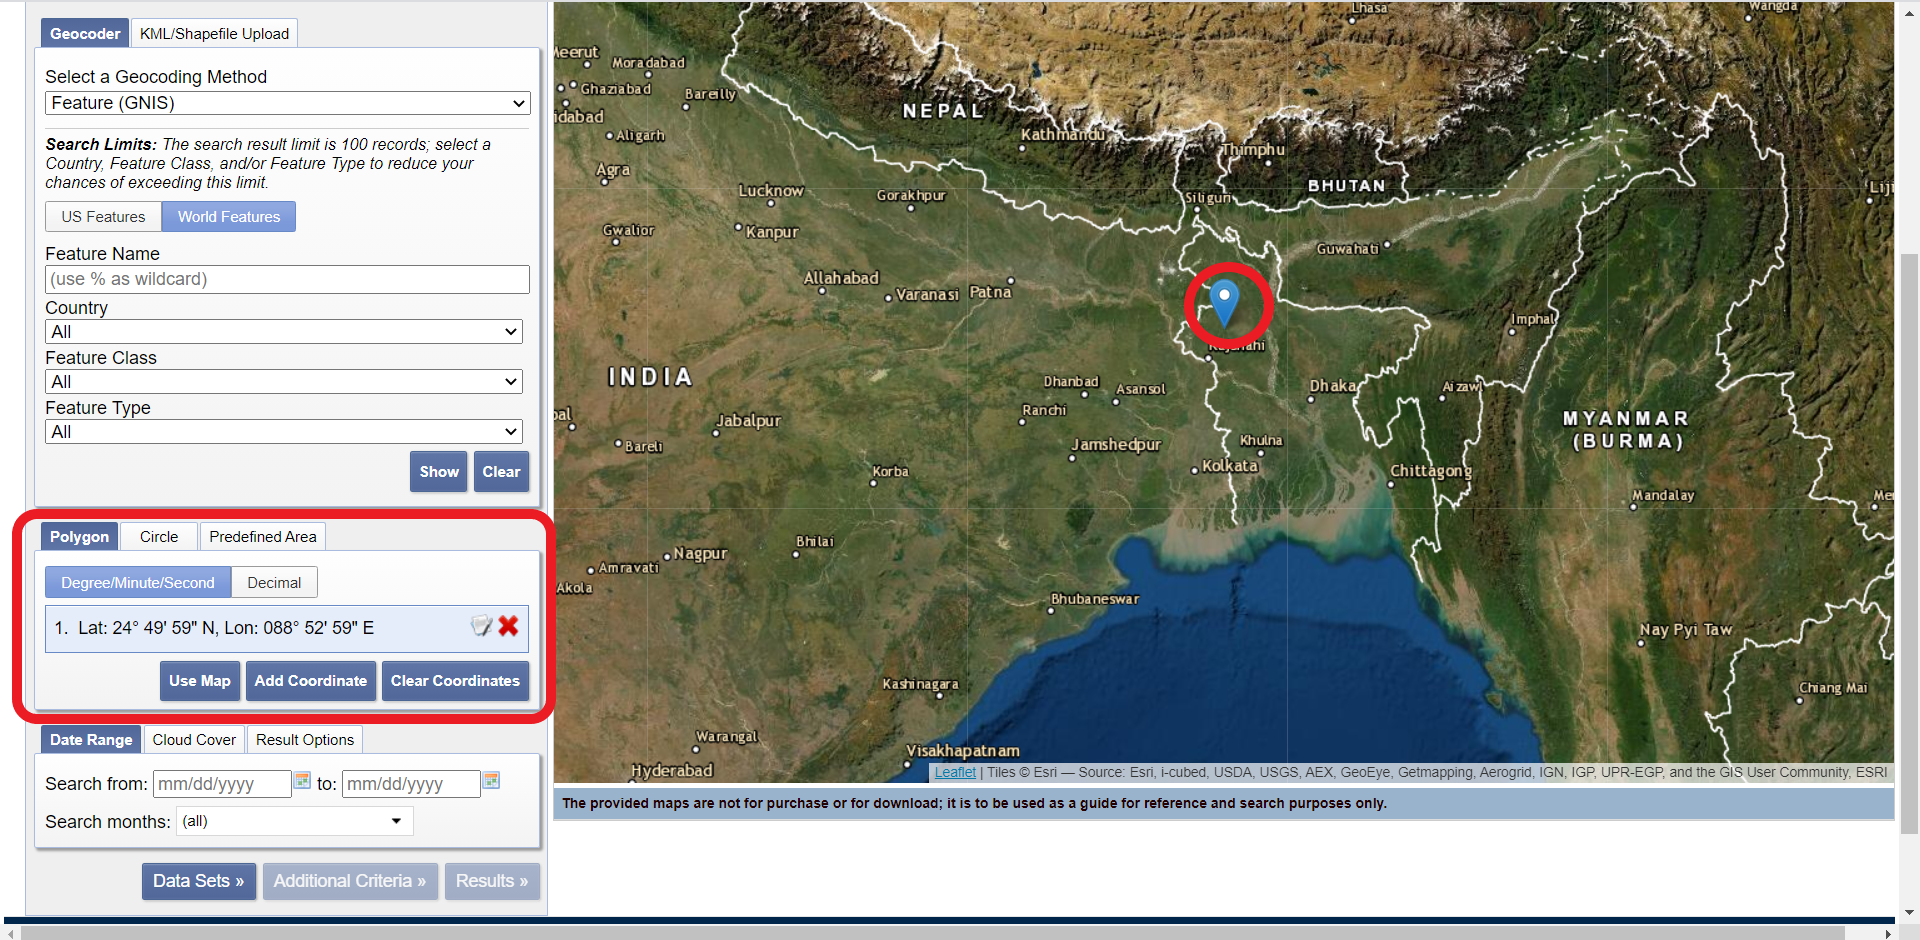 Geocoder
KML/Shapefile Upload
Select a Geocoding Method
Feature (GNIS)
Search Limits: The search result limit is 100 records; select a
Country, Feature Class, and/or Feature Type to reduce your
chances of exceeding this limit.
US Features
World Features
Feature Name
(use % as wildcard)
Country
All
Feature Class
All
Feature Type
All
Show
Clear
Polygon
Circle
Predefined Area
Degree/Minute/Second
Decimal
1. Lat: 24° 49' 59" N, Lon: 088° 52' 59" E
Use Map
Add Coordinate
Clear Coordinates
Date Range
Cloud Cover
Result Options
Search from: mm/dd/yyyy to: mm/dd/yyyy
Search months: (all)
Data Sets »
Additional Criteria »
Results »
Lhasa
Wangda
Meerut
Moradabad
Ghaziabad
Bareilly
idabad
Aligarh
NEPAL
Kathmandu
Thimphu
Agra
BHUTAN
Liji
Lucknow
Gorakhpur
Siliguri
Gwalior
Kanpur
Guwahati
Allahabad
Varanasi
Patna
Imphal
INDIA
Dhanbad
Asansol
Dhaka
Aizawl
Ranchi
MYANMAR
(BURMA)
pal
Jabalpur
Bareli
Jamshedpur
Khulna
Kolkata
Korba
Chittagong
Mandalay
Me
Nagpur
Bhilai
Amravati
Akola
Bhubaneswar
Nay Pyi Taw
Kashinagara
Chiang Mai
Warangal
Visakhapatnam
Hyderabad
Leaflet | Tiles © Esri — Source: Esri, i-cubed, USDA, USGS, AEX, GeoEye, Getmapping, Aerogrid, IGN, IGP, UPR-EGP, and the GIS User Community, ESRI
The provided maps are not for purchase or for download; it is to be used as a guide for reference and search purposes only.